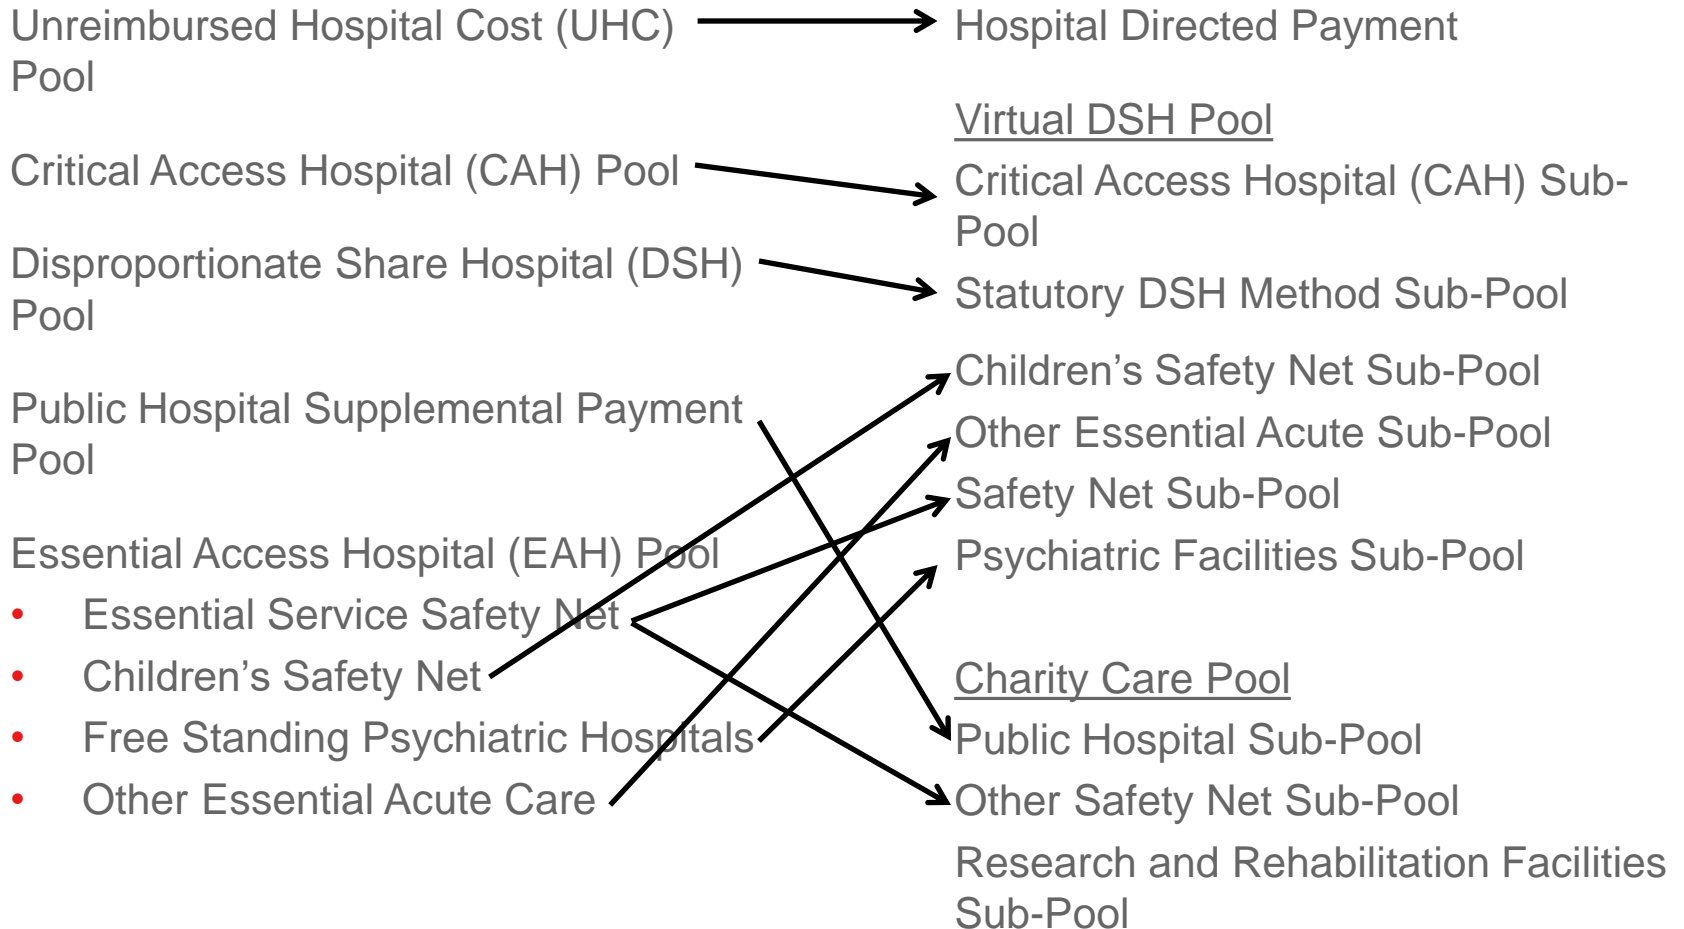 Unreimbursed Hospital Cost (UHC)
Pool
Critical Access Hospital (CAH) Pool
Disproportionate Share Hospital (DSH)
Pool
Public Hospital Supplemental Payment
Pool
Essential Access Hospital (EAH) Pool
• Essential Service Safety Net
• Children's Safety Net
• Free Standing Psychiatric Hospitals
• Other Essential Acute Care
Hospital Directed Payment
Virtual DSH Pool
Critical Access Hospital (CAH) Sub-
Pool
Statutory DSH Method Sub-Pool
Children's Safety Net Sub-Pool
Other Essential Acute Sub-Pool
Safety Net Sub-Pool
Psychiatric Facilities Sub-Pool
Charity Care Pool
Public Hospital Sub-Pool
Other Safety Net Sub-Pool
Research and Rehabilitation Facilities
Sub-Pool